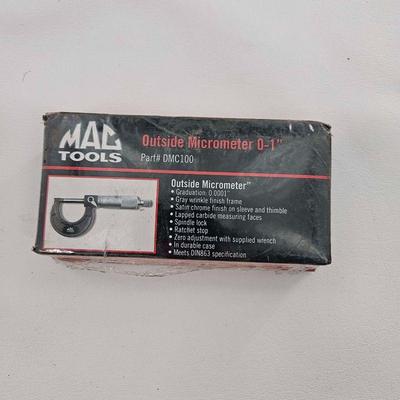 MAC
TOOLS
Outside Micrometer 0-1"
Part# DMC100
Outside Micrometer"
• Graduation: 0.0001"
• Gray wrinkle finish frame
• Satin chrome finish on sleeve and thimble
• Lapped carbide measuring faces
• Spindle lock
• Ratchet stop
• Zero adjustment with supplied wrench
• In durable case
• Meets DIN863 specification